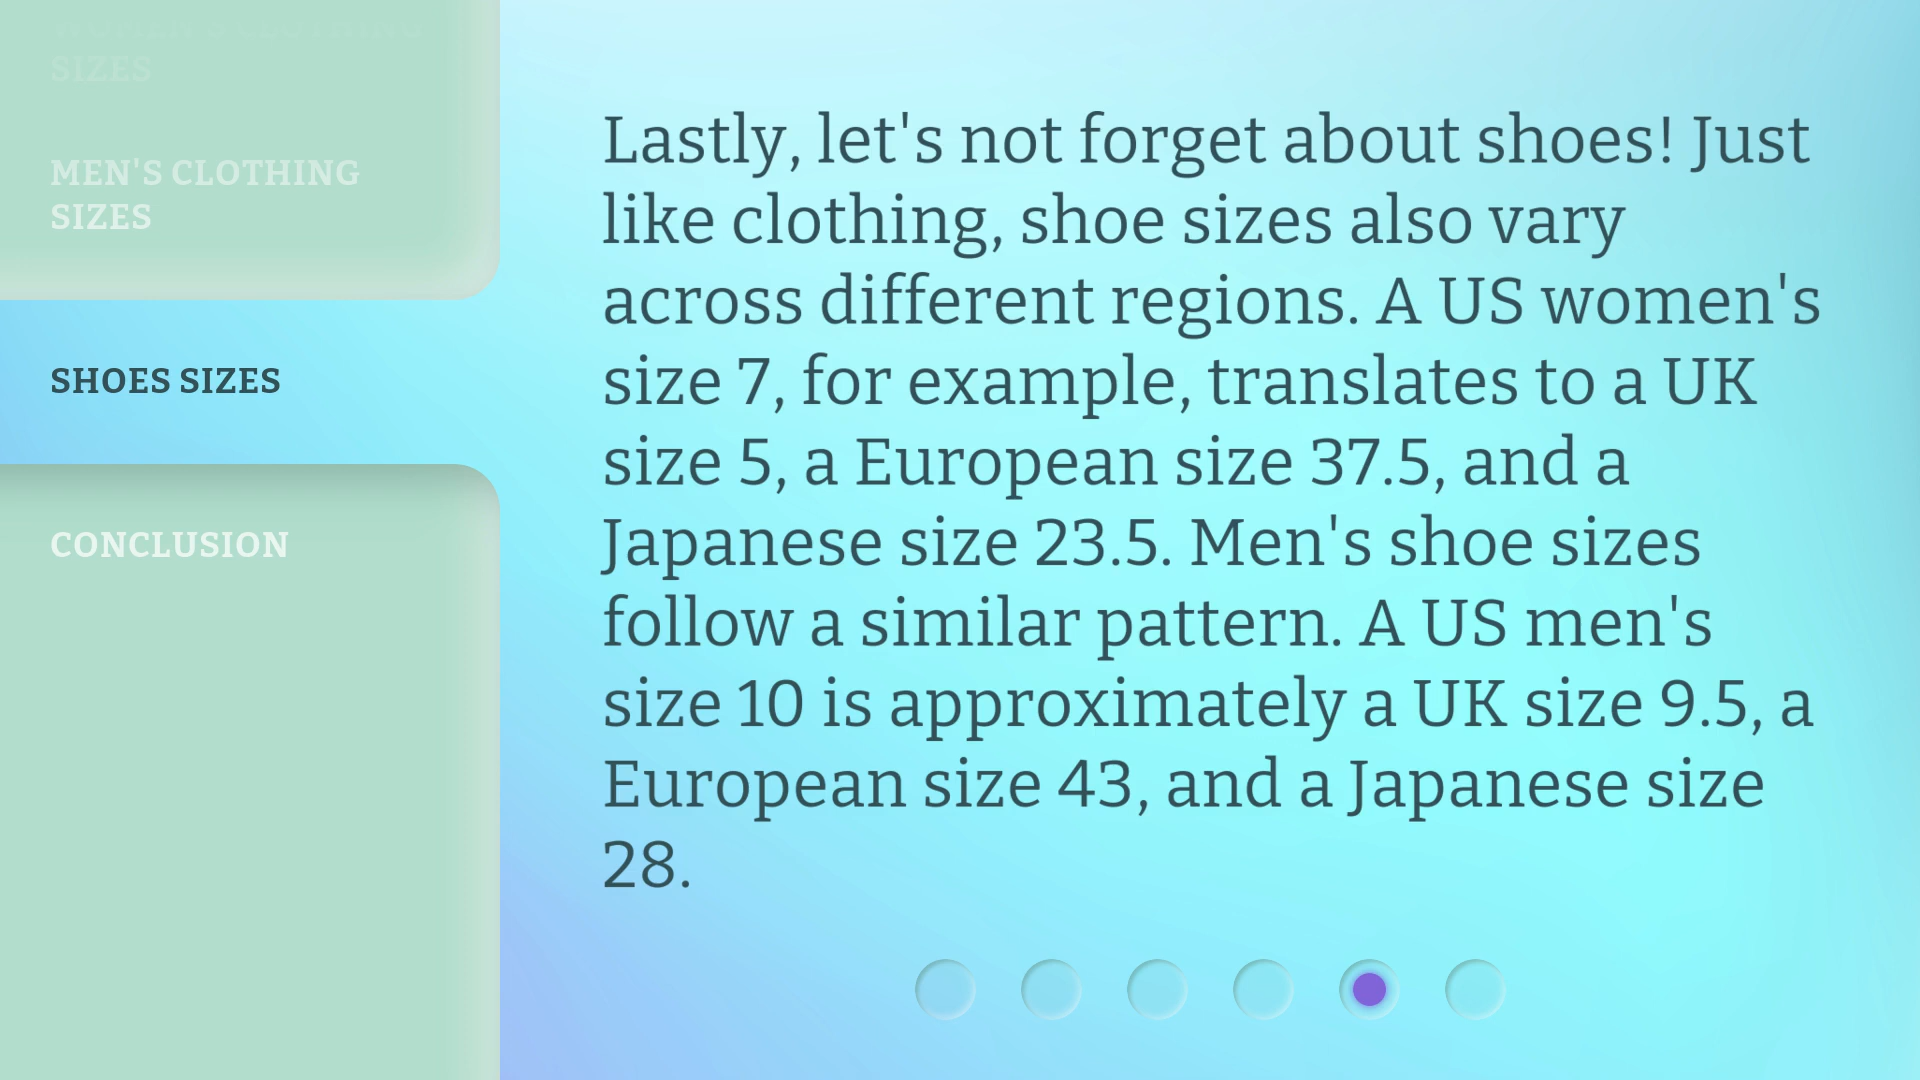 WOMEN'S CLOTHING
SIZES
MEN'S CLOTHING
SIZES
SHOES SIZES
CONCLUSION
Lastly, let's not forget about shoes! Just
like clothing, shoe sizes also vary
across different regions. A US women's
size 7, for example, translates to a UK
size 5, a European size 37.5, and a
Japanese size 23.5. Men's shoe sizes
follow a similar pattern. A US men's
size 10 is approximately a UK size 9.5, a
European size 43, and a Japanese size
28.